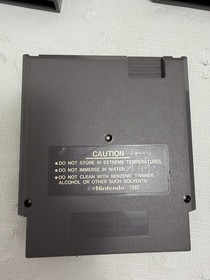 CAUTION
• DO NOT STORE IN EXTREME TEMPERATURES.
• DO NOT IMMERSE IN WATER.
• DO NOT CLEAN WITH BENZENE, THINNER,
ALCOHOL OR OTHER SUCH SOLVENTS.
© Nintendo 1985